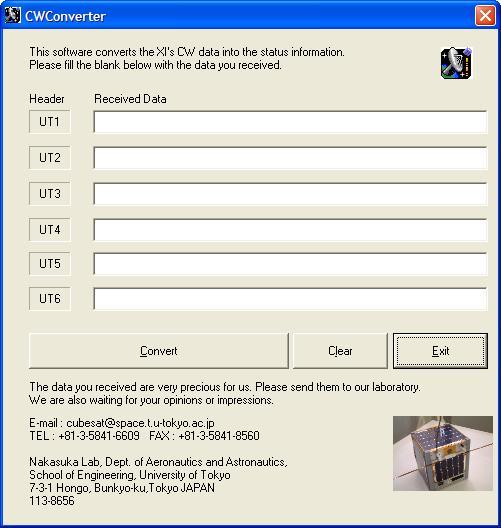 CWConverter
This software converts the XI's CW data into the status information.
Please fill the blank below with the data you received.
Header Received Data
UT1
UT2
UT3
UT4
UT5
UT6
Convert Clear Exit
The data you received are very precious for us. Please send them to our laboratory.
We are also waiting for your opinions or impressions.
E-mail : cubesat@space.t.u-tokyo.ac.jp
TEL : +81-3-5841-6609 FAX : +81-3-5841-8560
Nakasuka Lab, Dept. of Aeronautics and Astronautics,
School of Engineering, University of Tokyo
7-3-1 Hongo, Bunkyo-ku,Tokyo JAPAN
113-8656